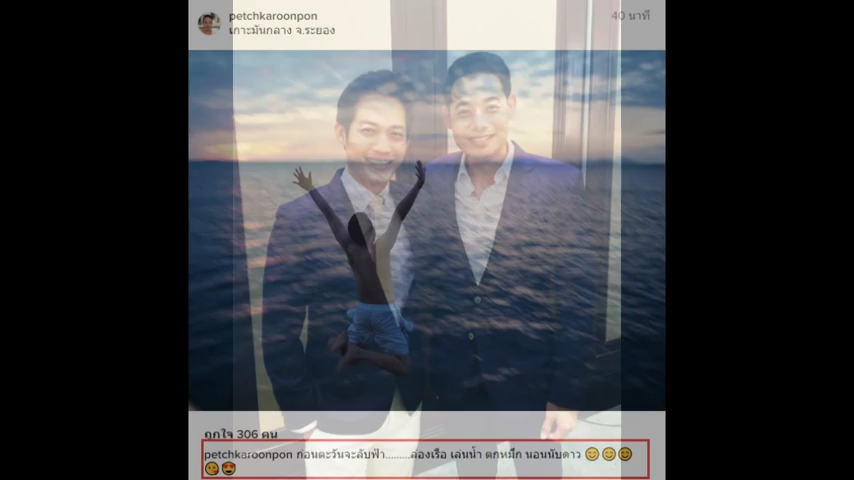 petchkaroonpon
40 นาที
เกาะมันกลาง จ.ระยอง
ถูกใจ 306 คน
petchkaroonpon ก่อนตะวันจะลับฟ้า.........ล่องเรือ เล่นน้ำ ตกหมึก นอนนับดาว 😊😊😊
😘😍